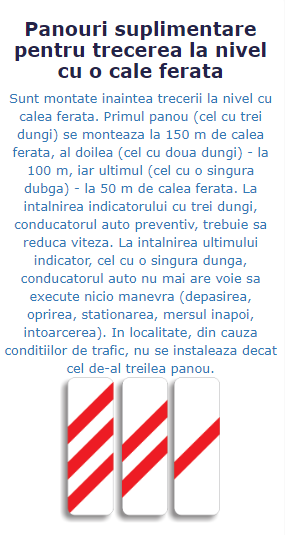 Panouri suplimentare
pentru trecerea la nivel
cu o cale ferata
Sunt montate inaintea trecerii la nivel cu
calea ferata. Primul panou (cel cu trei
dungi) se monteaza la 150 m de calea
ferata, al doilea (cel cu doua dungi) - la
100 m, iar ultimul (cel cu o singura
dubga) - la 50 m de calea ferata. La
intalnirea indicatorului cu trei dungi,
conducatorul auto preventiv, trebuie sa
reduca viteza. La intalnirea ultimului
indicator, cel cu o singura dunga,
conducatorul auto nu mai are voie sa
execute nicio manevra (depasirea,
oprirea, stationarea, mersul inapoi,
intoarcerea). In localitate, din cauza
conditiilor de trafic, nu se instaleaza decat
cel de-al treilea panou.